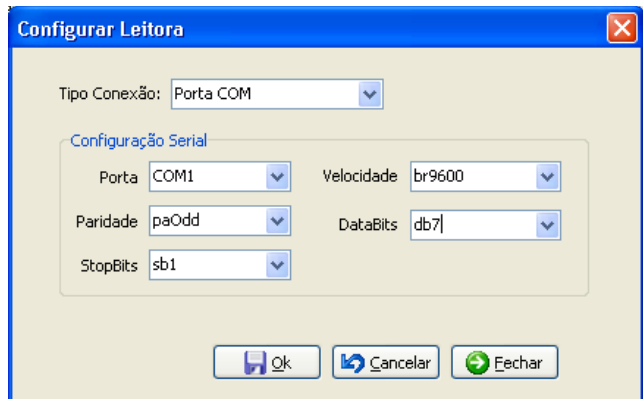 Configurar Leitora
Tipo Conexão: Porta COM
Configuração Serial
Porta COM1 Velocidade br9600
Paridade paOdd DataBits db7
StopBits sb1
Ok Cancelar Fechar